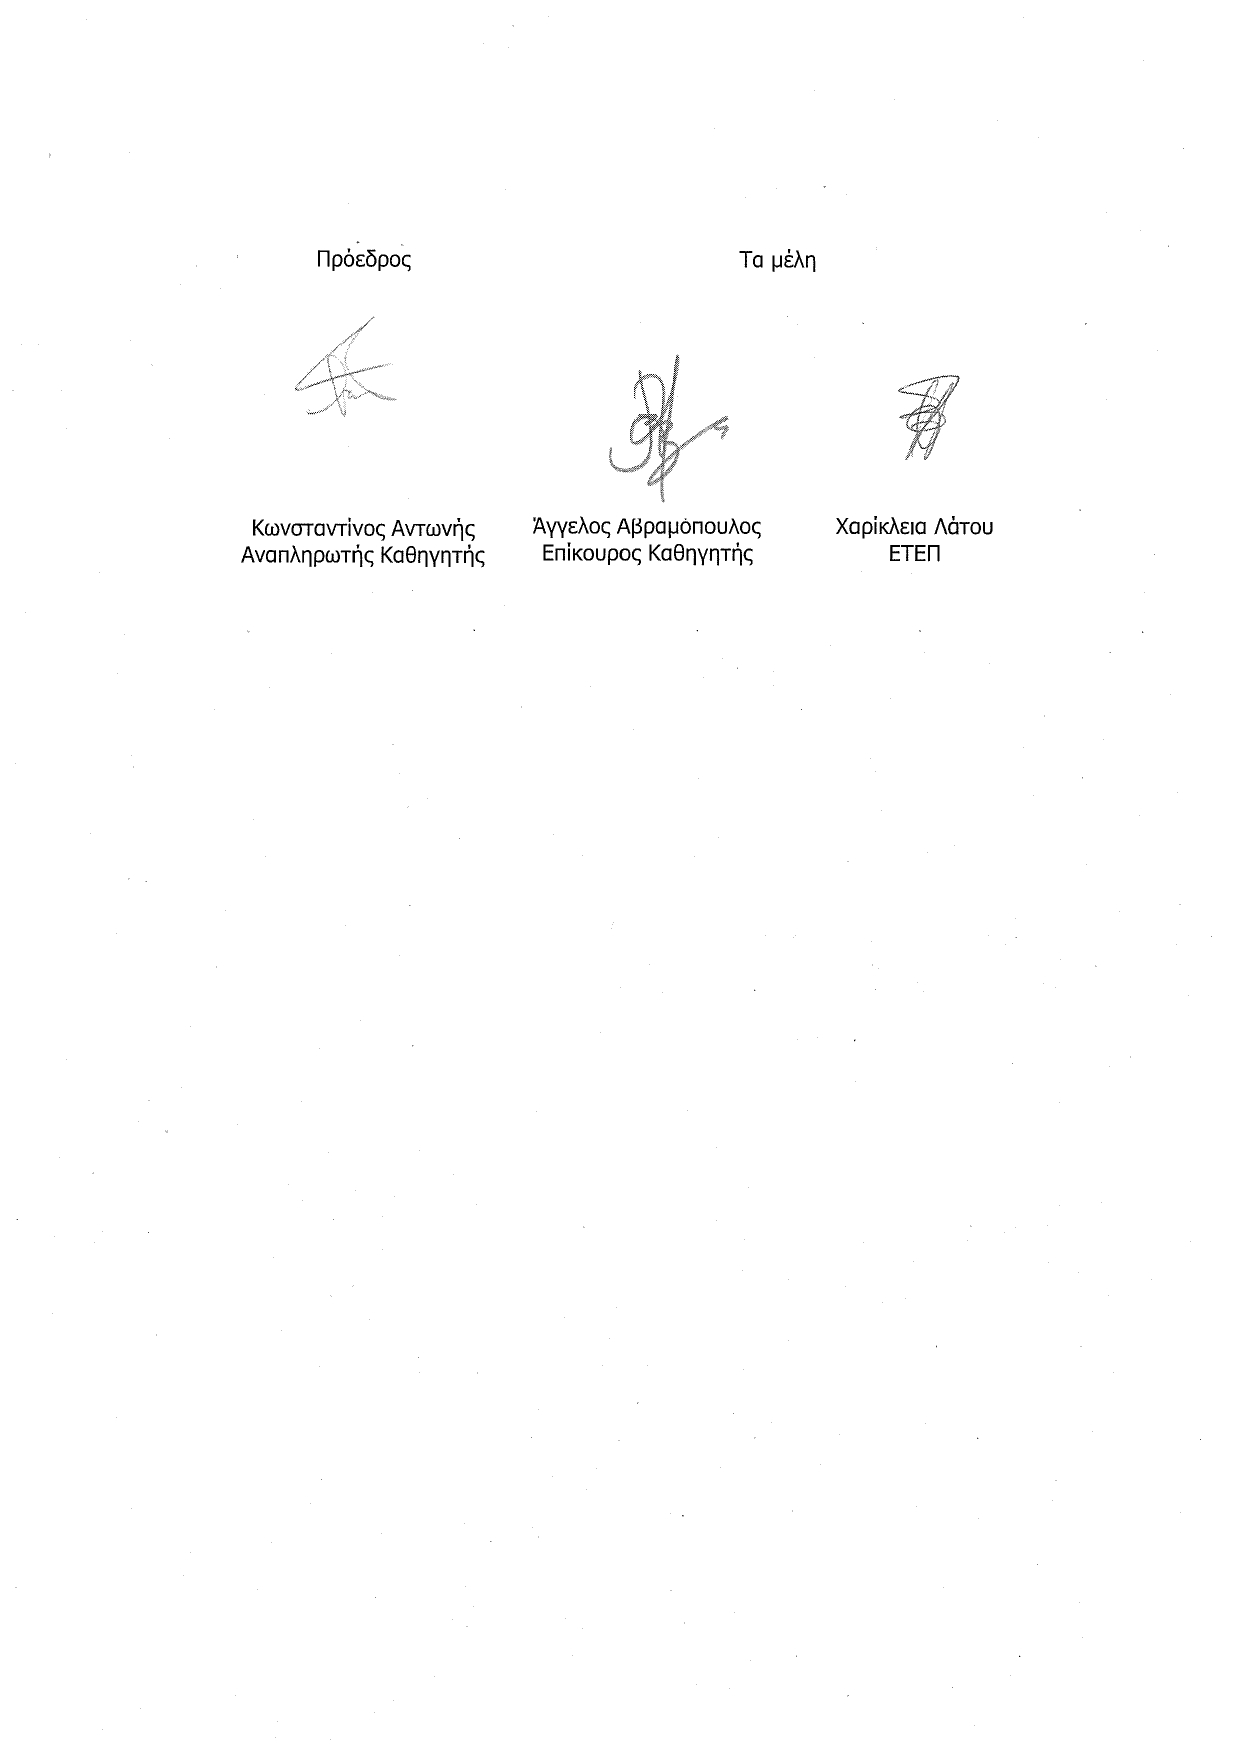 Πρόεδρος
Τα μέλη
Κωνσταντίνος Αντωνής
Αναπληρωτής Καθηγητής
Άγγελος Αβραμόπουλος
Επίκουρος Καθηγητής
Χαρίκλεια Λάτου
ΕΤΕΠ